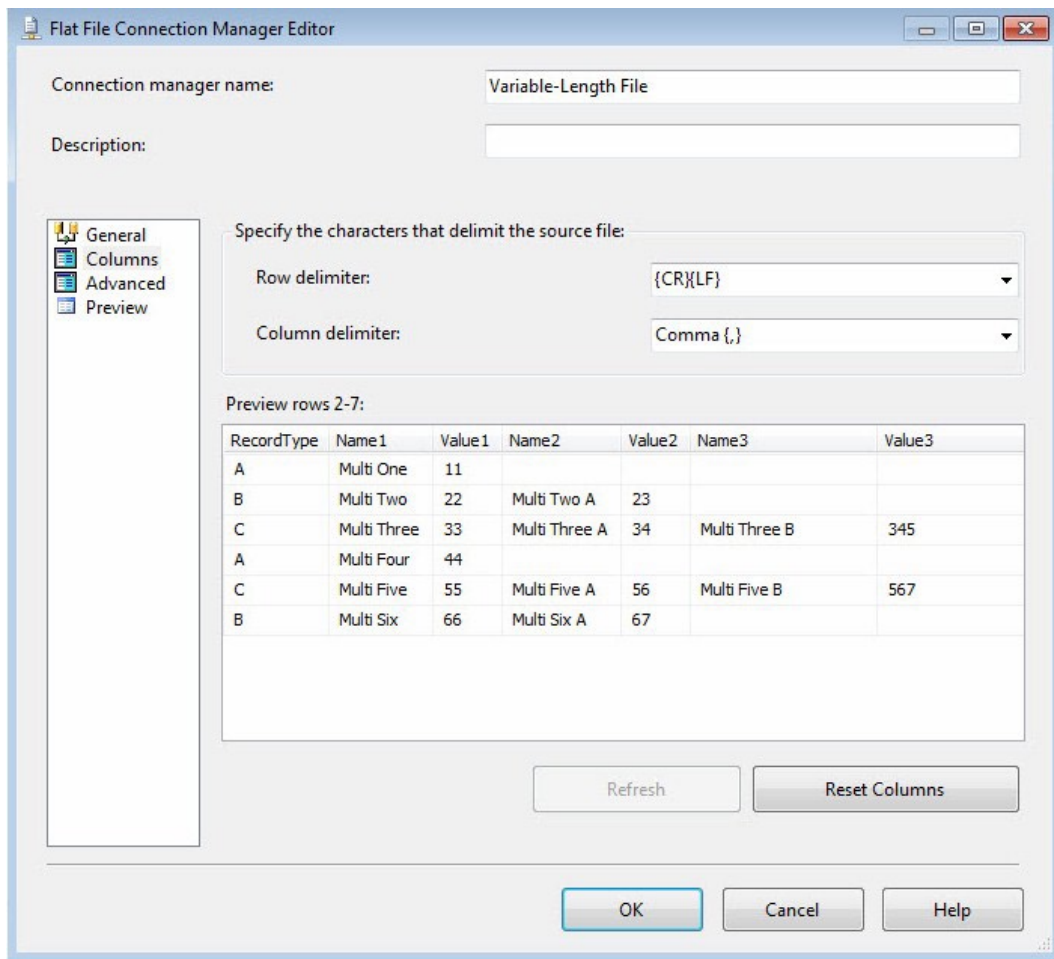 Flat File Connection Manager Editor
Connection manager name: Variable-Length File
Description:
General
Columns
Advanced
Preview
Specify the characters that delimit the source file:
Row delimiter: {CR}{LF}
Column delimiter: Comma {,}
Preview rows 2-7:
RecordType Name1 Value1 Name2 Value2 Name3 Value3
A Multi One 11
B Multi Two 22 Multi Two A 23
C Multi Three 33 Multi Three A 34 Multi Three B 345
A Multi Four 44
C Multi Five 55 Multi Five A 56 Multi Five B 567
B Multi Six 66 Multi Six A 67
Refresh Reset Columns
OK Cancel Help